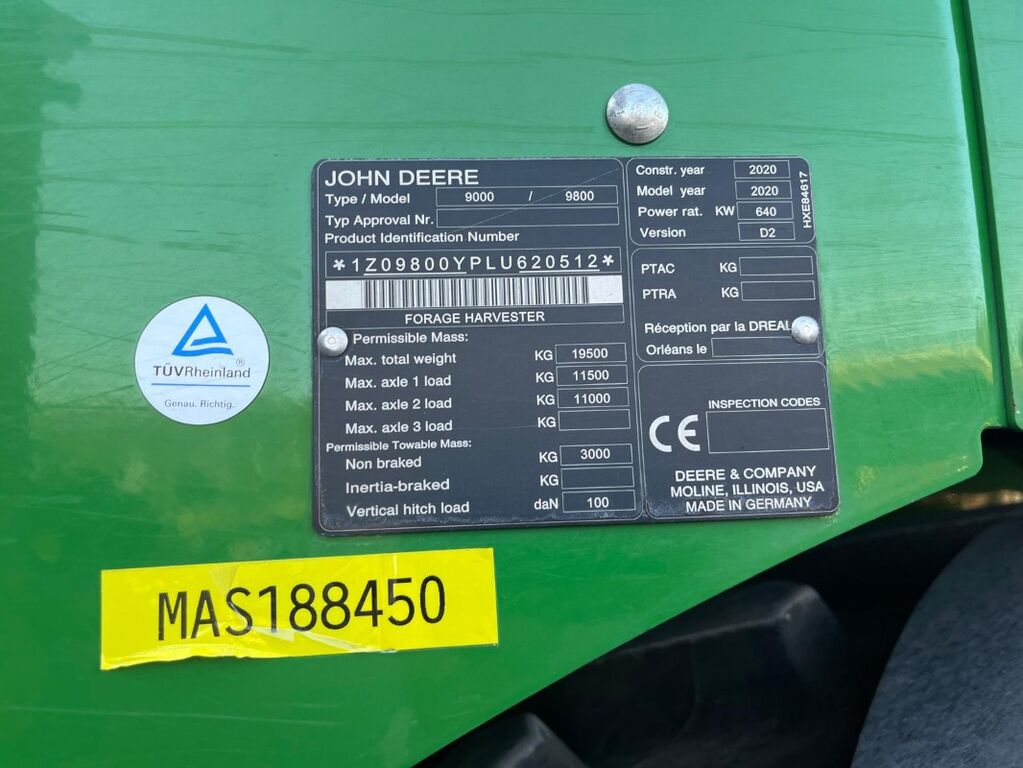 JOHN DEERE
Type / Model 9000 / 9800
Typ Approval Nr.
Product Identification Number
*1Z09800YPLU620512*
FORAGE HARVESTER
Permissible Mass:
Max. total weight KG 19500
Max. axle 1 load KG 11500
Max. axle 2 load KG 11000
Max. axle 3 load KG
Permissible Towable Mass:
Non braked KG 3000
Inertia-braked KG
Vertical hitch load daN 100
Constr. year 2020
Model year 2020
Power rat. KW 640
Version D2
HXE84617
PTAC KG
PTRA KG
Réception par la DREAL
Orléans le
CE
INSPECTION CODES
DEERE & COMPANY
MOLINE, ILLINOIS, USA
MADE IN GERMANY
TÜVRheinland®
Genau. Richtig.
MAS188450